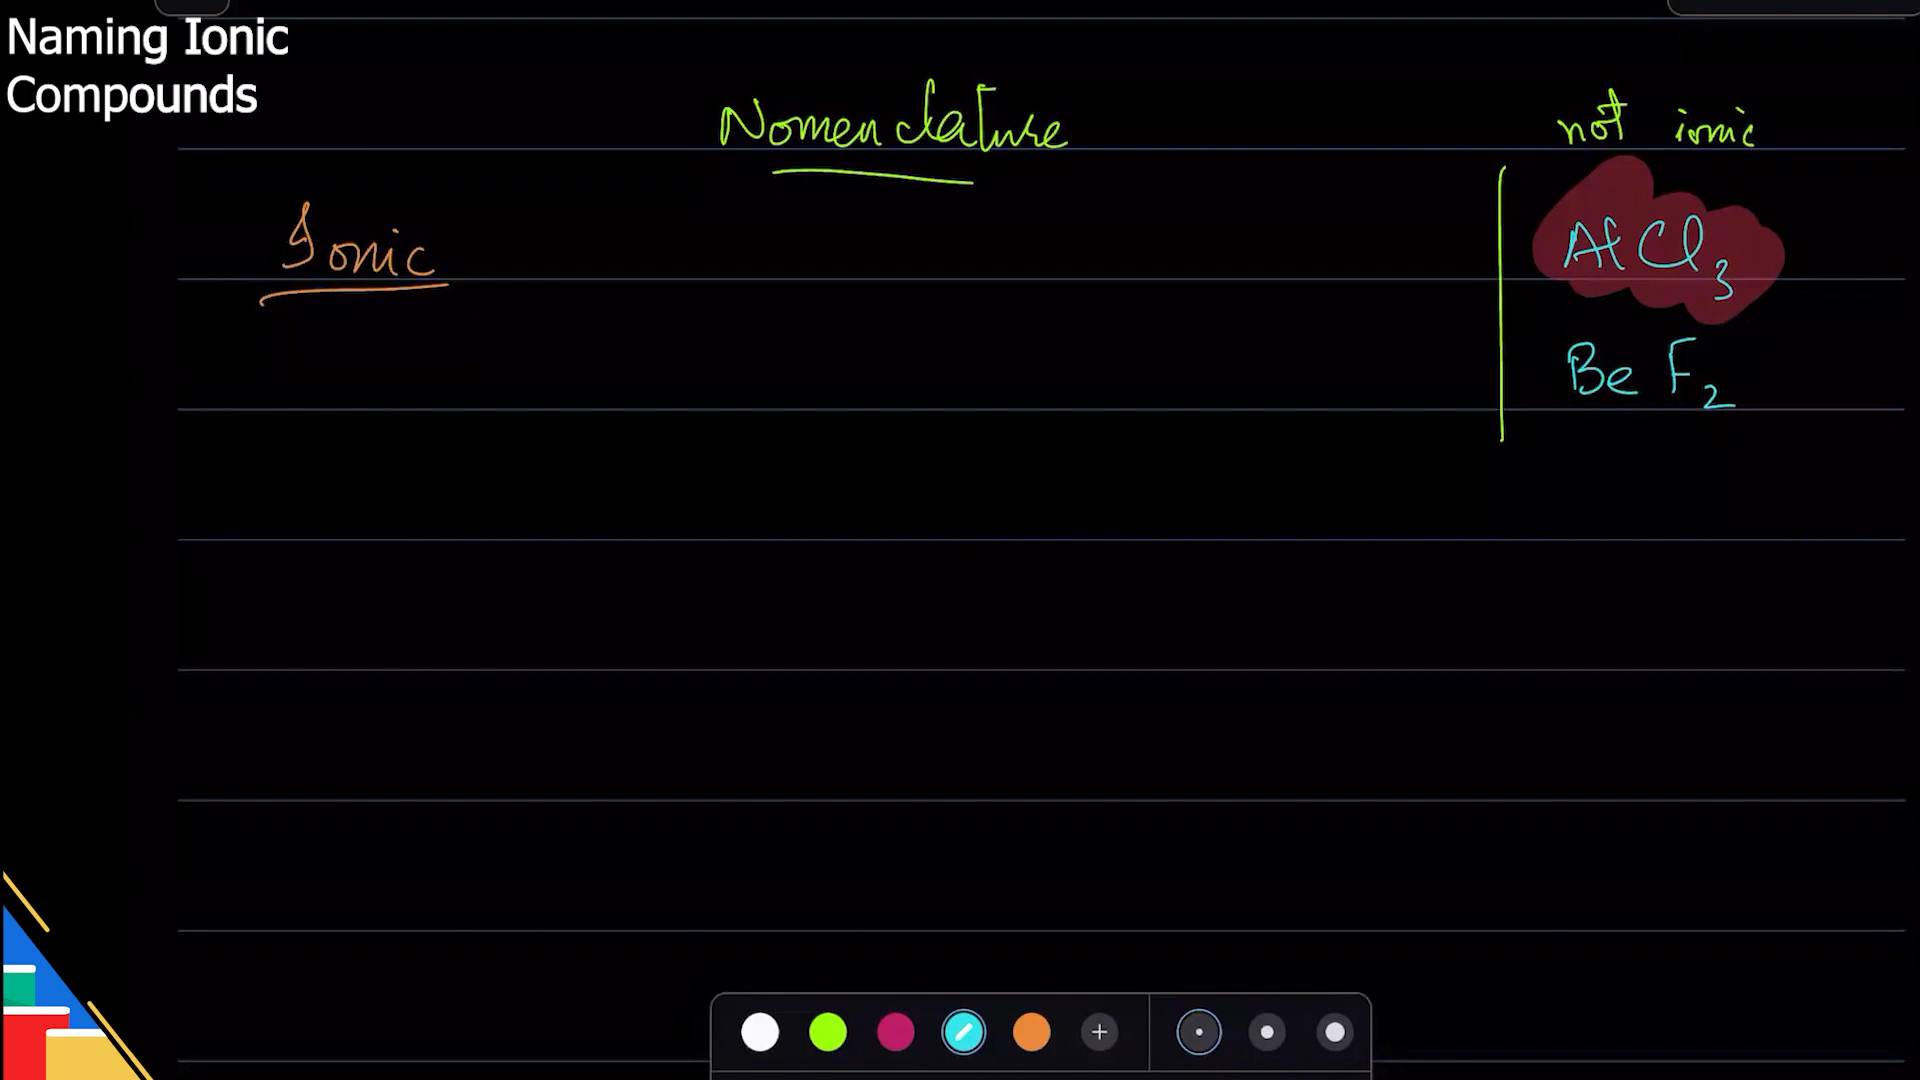 Naming Ionic
Compounds
Nomenclature
not ionic
Ionic
AlCl₃
BeF₂